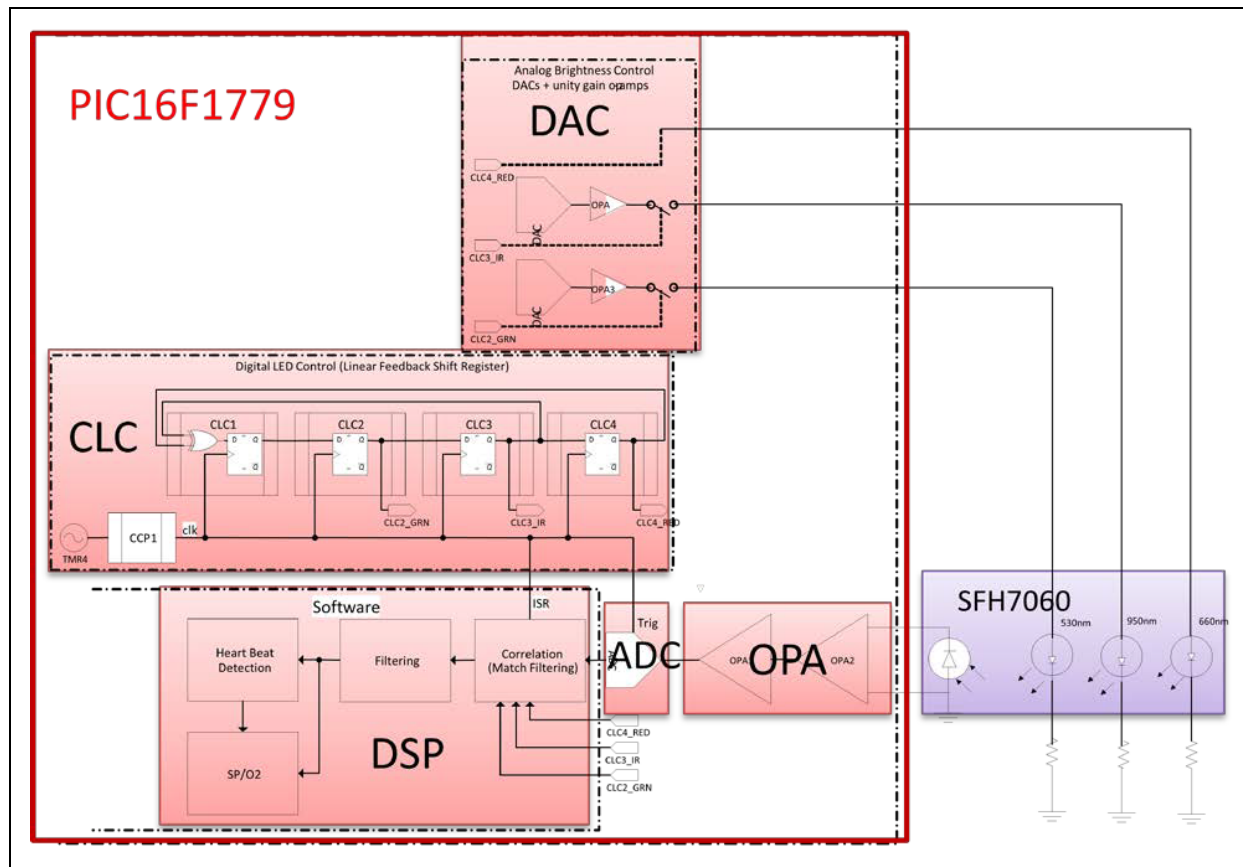 PIC16F1779
Analog Brightness Control
DACs + unity gain opamps
DAC
CLC4_RED
OPA
DAC
CLC3_IR
OPA3
DAC
CLC2_GRN
Digital LED Control (Linear Feedback Shift Register)
CLC
CLC1
CLC2
CLC3
CLC4
D
Q
Q
D
Q
Q
D
Q
Q
D
Q
Q
CLC2_GRN
CLC3_IR
CLC4_RED
TMR4
CCP1
clk
Software
ISR
Trig
Heart Beat
Detection
Filtering
Correlation
(Match Filtering)
ADC
ADC
OPA1
OPA
OPA2
SP/O2
DSP
CLC4_RED
CLC3_IR
CLC2_GRN
SFH7060
530nm
950nm
660nm